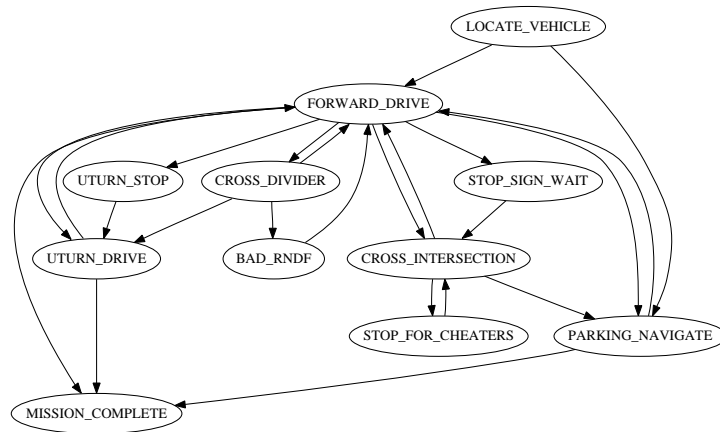 LOCATE_VEHICLE
FORWARD_DRIVE
UTURN_STOP
CROSS_DIVIDER
STOP_SIGN_WAIT
UTURN_DRIVE
BAD_RNDF
CROSS_INTERSECTION
STOP_FOR_CHEATERS
PARKING_NAVIGATE
MISSION_COMPLETE